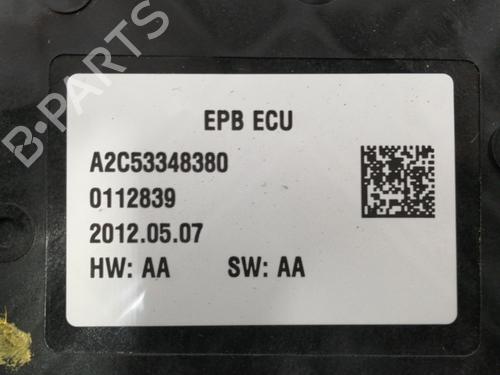 B-PARTS
EPB ECU
A2C53348380
0112839
2012.05.07
HW: AA SW: AA